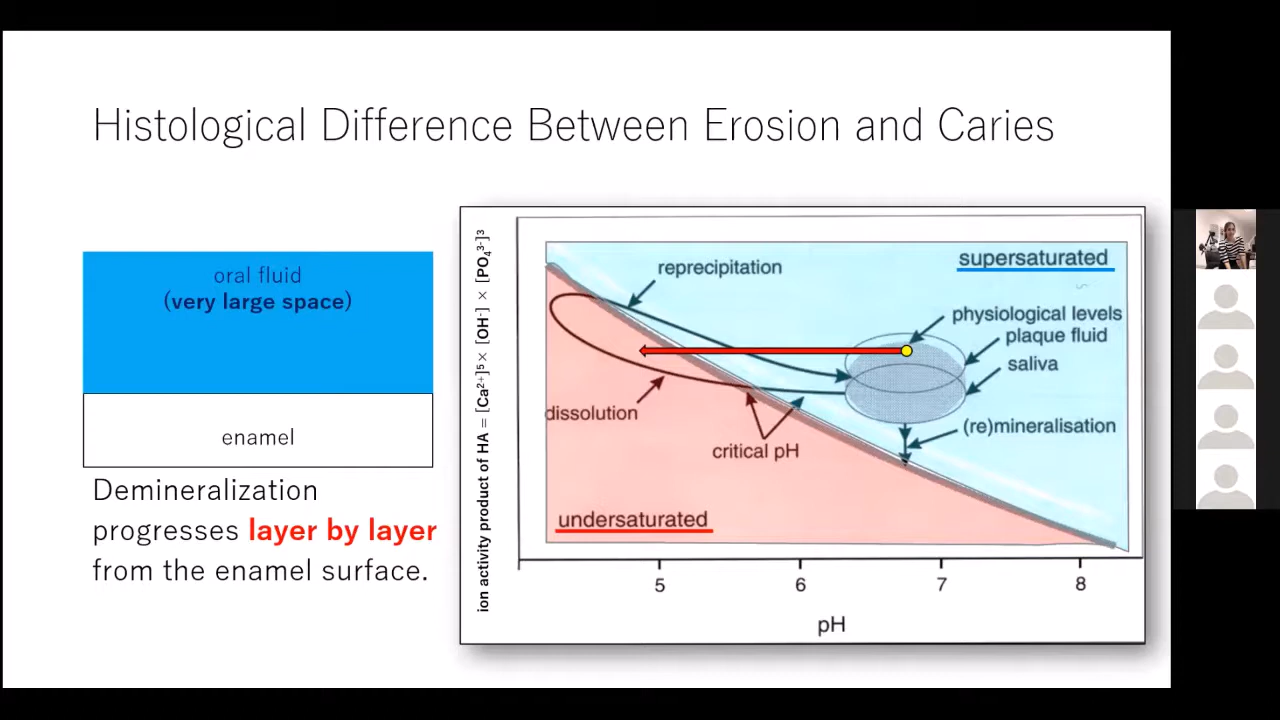 Histological Difference Between Erosion and Caries
oral fluid
(very large space)
enamel
Demineralization
progresses layer by layer
from the enamel surface.
ion activity product of HA = [Ca²⁺]⁵ × [OH⁻] × [PO₄³⁻]³
reprecipitation
supersaturated
physiological levels
plaque fluid
saliva
dissolution
critical pH
(re)mineralisation
undersaturated
5 6 7 8
pH